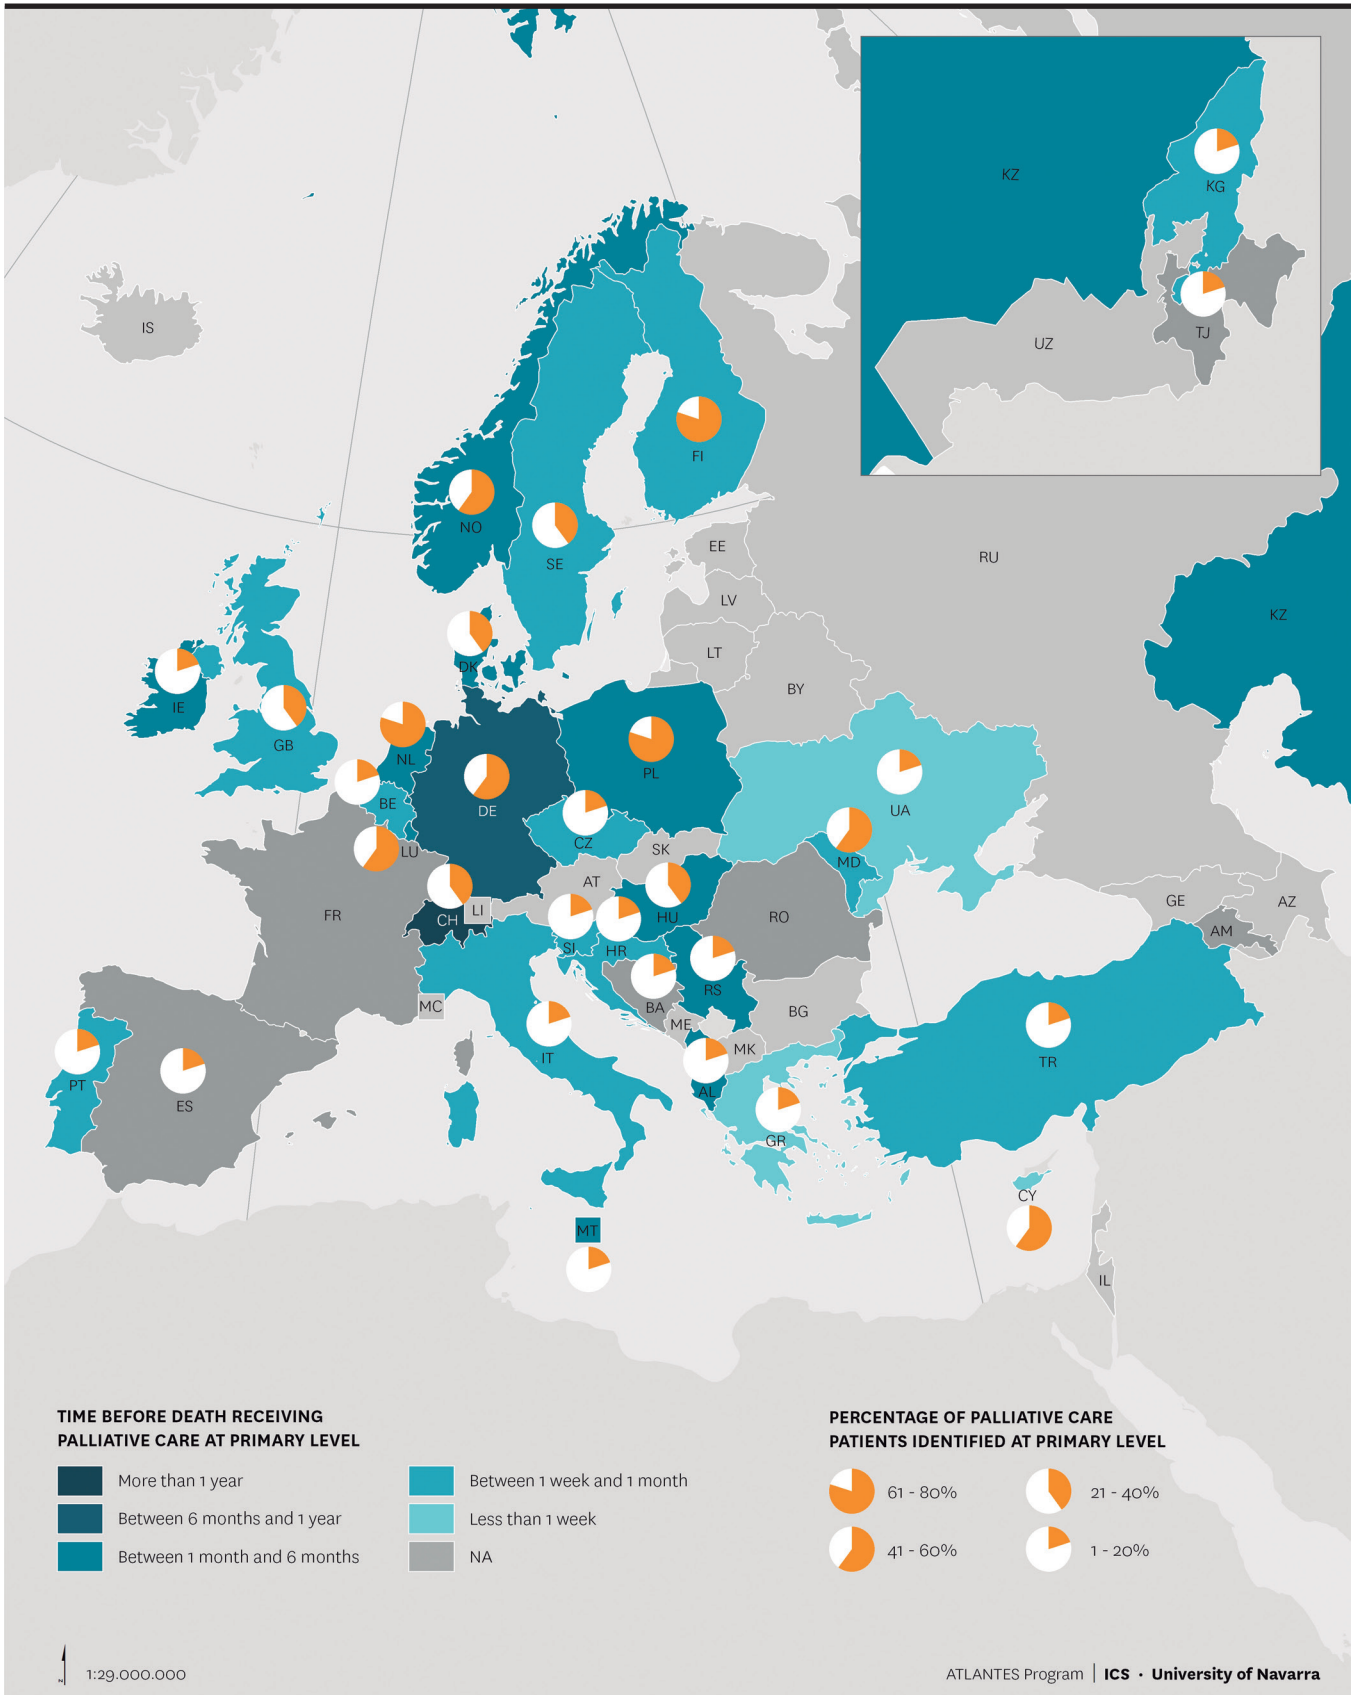 KZ
KG
UZ
TJ
IS
FI
NO
SE
EE
RU
LV
KZ
LT
DK
BY
IE
GB
NL
PL
BE
DE
UA
CZ
LU
SK
MD
AT
FR
CH
LI
HU
RO
GE
AZ
AM
SI
HR
RS
BA
MC
ME
BG
MK
IT
TR
PT
ES
AL
GR
CY
MT
IL
TIME BEFORE DEATH RECEIVING
PALLIATIVE CARE AT PRIMARY LEVEL
More than 1 year
Between 6 months and 1 year
Between 1 month and 6 months
Between 1 week and 1 month
Less than 1 week
NA
PERCENTAGE OF PALLIATIVE CARE
PATIENTS IDENTIFIED AT PRIMARY LEVEL
61 - 80%
41 - 60%
21 - 40%
1 - 20%
N
1:29.000.000
ATLANTES Program | ICS · University of Navarra